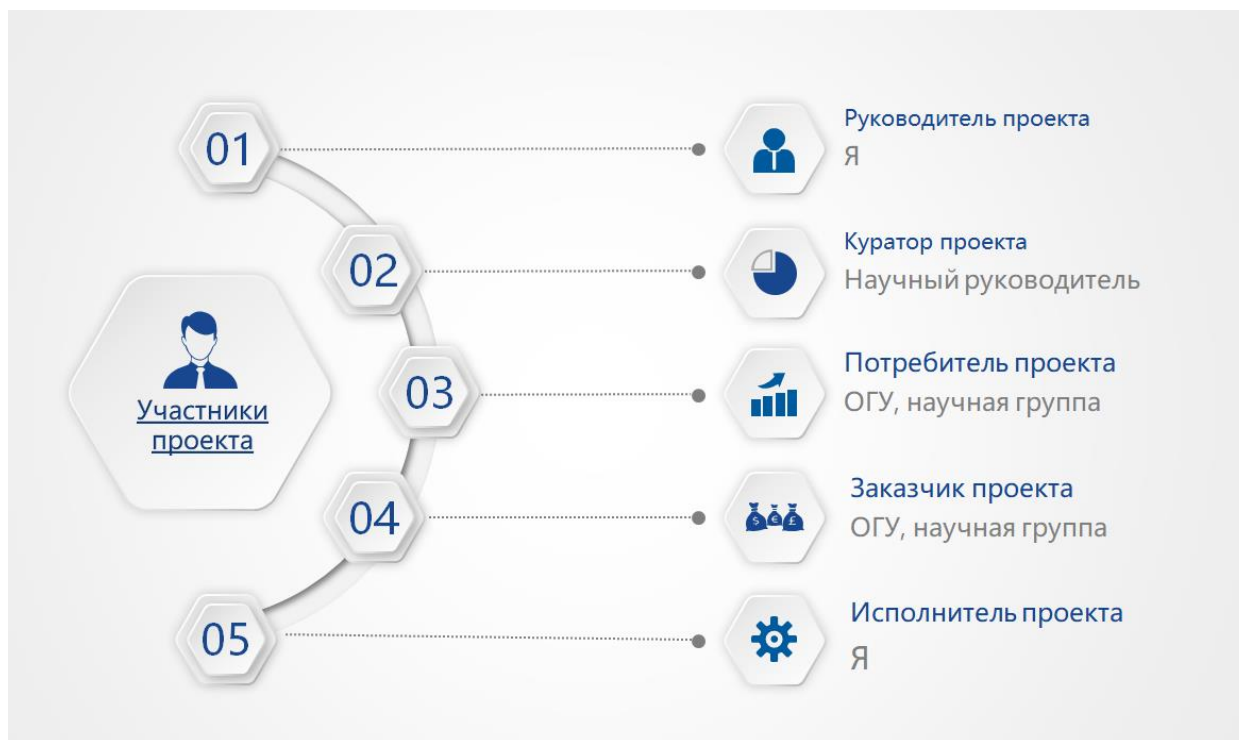 Участники
проекта
01
Руководитель проекта
Я
02
Куратор проекта
Научный руководитель
03
Потребитель проекта
ОГУ, научная группа
04
Заказчик проекта
ОГУ, научная группа
$ € £
05
Исполнитель проекта
Я